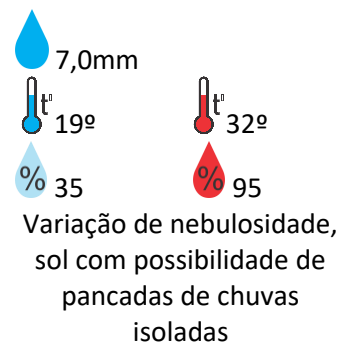 7,0mm
t° 19º t° 32º
% 35 % 95
Variação de nebulosidade,
sol com possibilidade de
pancadas de chuvas
isoladas